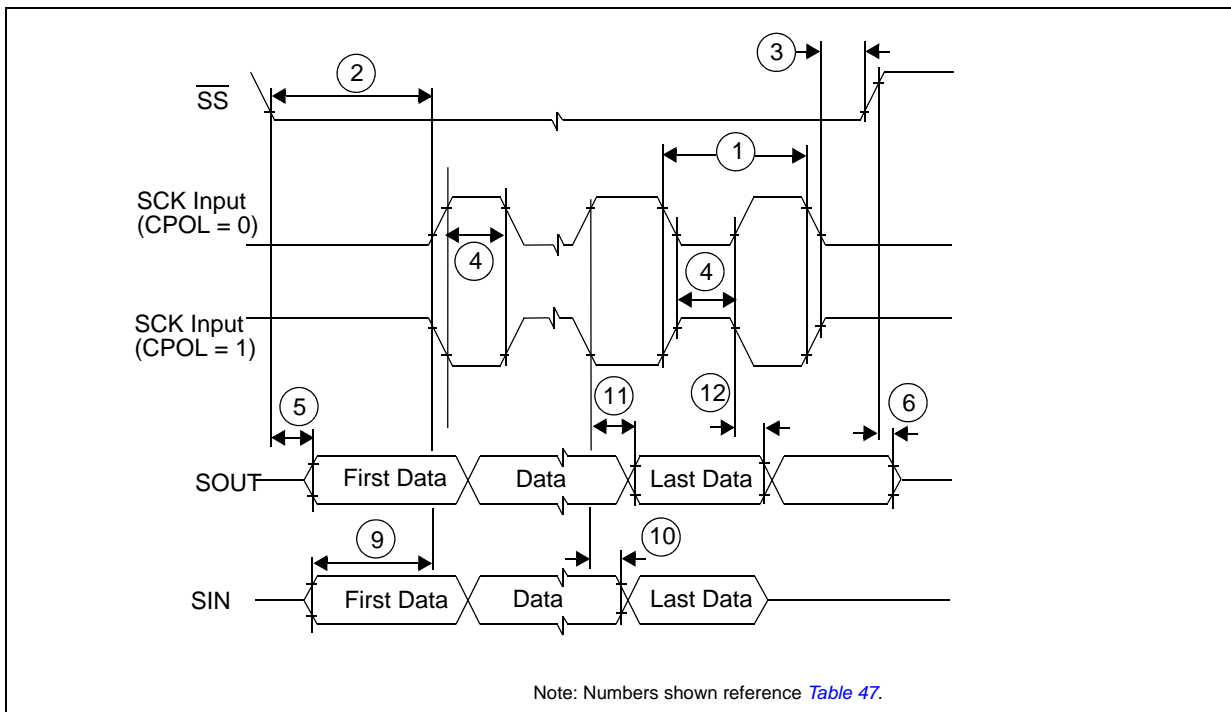 3
2
SS
1
SCK Input
(CPOL = 0)
4
4
SCK Input
(CPOL = 1)
5
11
12
6
SOUT
First Data
Data
Last Data
9
10
SIN
First Data
Data
Last Data
Note: Numbers shown reference Table 47.